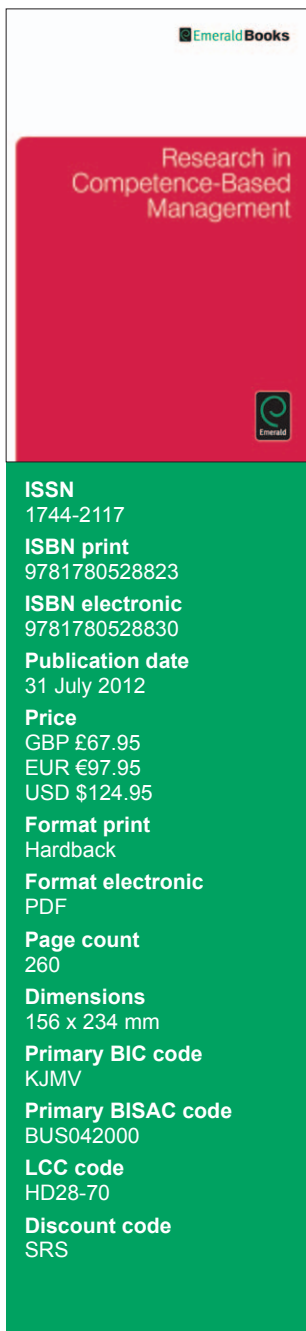 Emerald Books
Research in
Competence-Based
Management
Emerald
ISSN
1744-2117
ISBN print
9781780528823
ISBN electronic
9781780528830
Publication date
31 July 2012
Price
GBP £67.95
EUR €97.95
USD $124.95
Format print
Hardback
Format electronic
PDF
Page count
260
Dimensions
156 x 234 mm
Primary BIC code
KJMV
Primary BISAC code
BUS042000
LCC code
HD28-70
Discount code
SRS